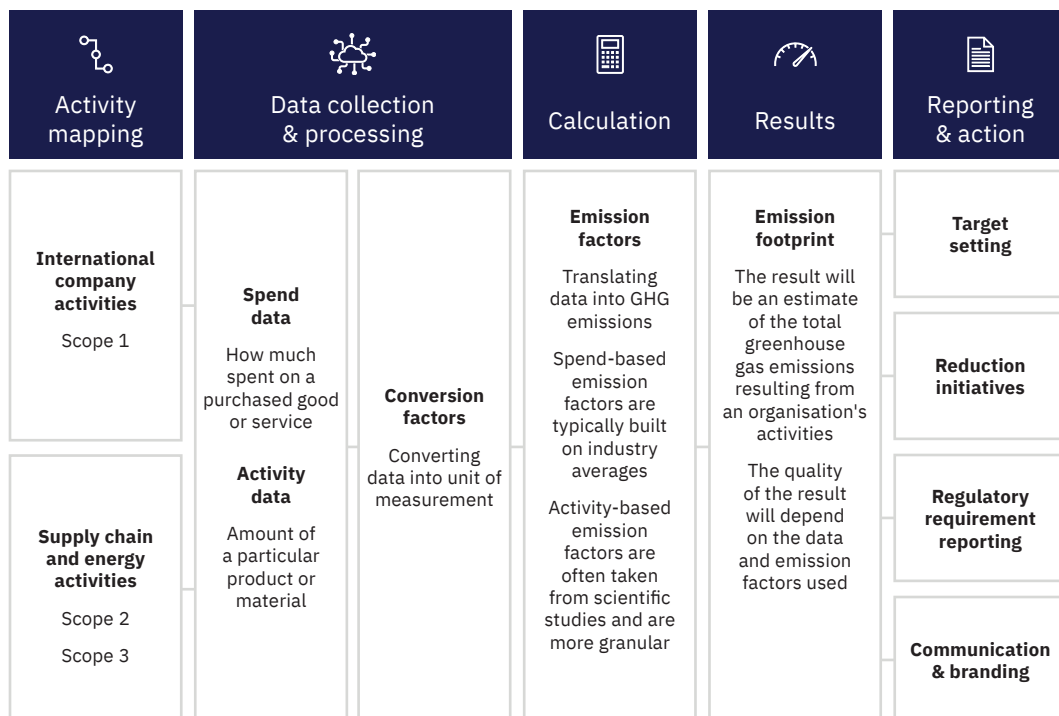 Activity
mapping
Data collection
& processing
Calculation
Results
Reporting
& action
International
company
activities
Scope 1
Supply chain
and energy
activities
Scope 2
Scope 3
Spend
data
How much
spent on a
purchased good
or service
Activity
data
Amount of
a particular
product or
material
Conversion
factors
Converting
data into unit of
measurement
Emission
factors
Translating
data into GHG
emissions
Spend-based
emission
factors are
typically built
on industry
averages
Activity-based
emission
factors are
often taken
from scientific
studies and are
more granular
Emission
footprint
The result will
be an estimate
of the total
greenhouse
gas emissions
resulting from
an organisation's
activities
The quality
of the result
will depend
on the data
and emission
factors used
Target
setting
Reduction
initiatives
Regulatory
requirement
reporting
Communication
& branding